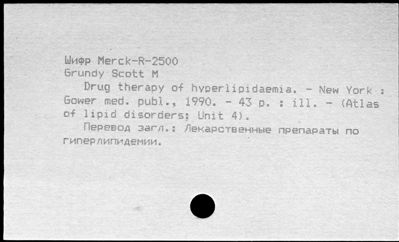 Шифр Merck-R-2500
Grundy Scott M
Drug therapy of hyperlipidaemia. - New York :
Gower med. publ., 1990. - 43 p. : ill. - (Atlas
of lipid disorders; Unit 4).
Перевод загл.: Лекарственные препараты по
гиперлипидемии.